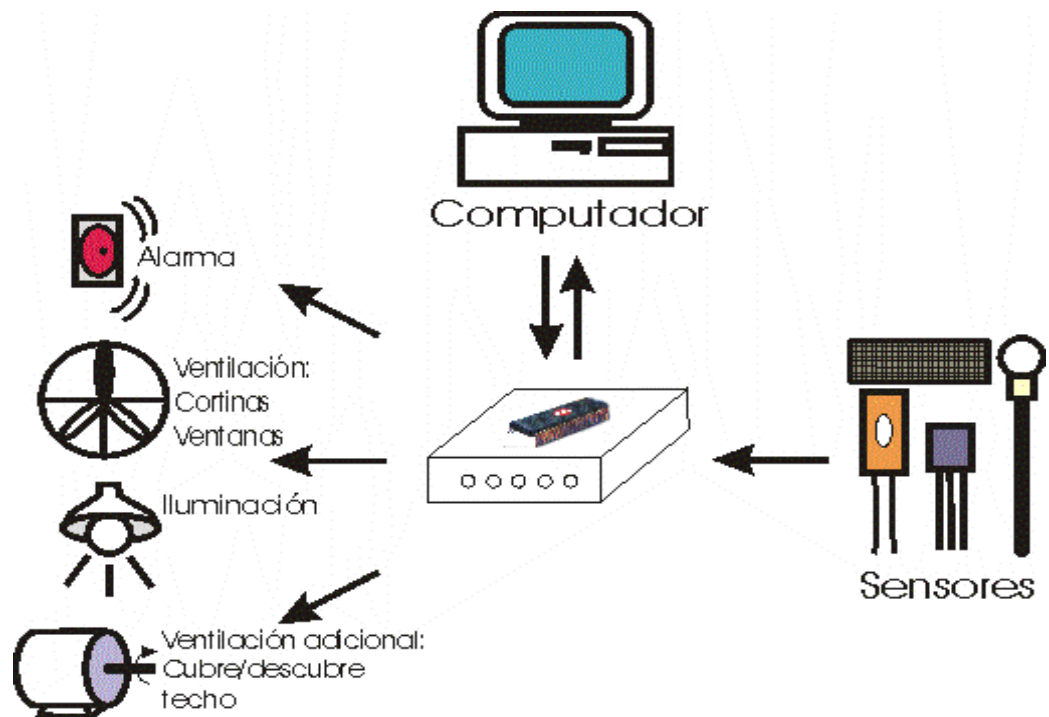 Computador
Alarma
Ventilación:
Cortinas
Ventanas
Iluminación
Ventilación adicional:
Cubre/descubre
techo
Sensores